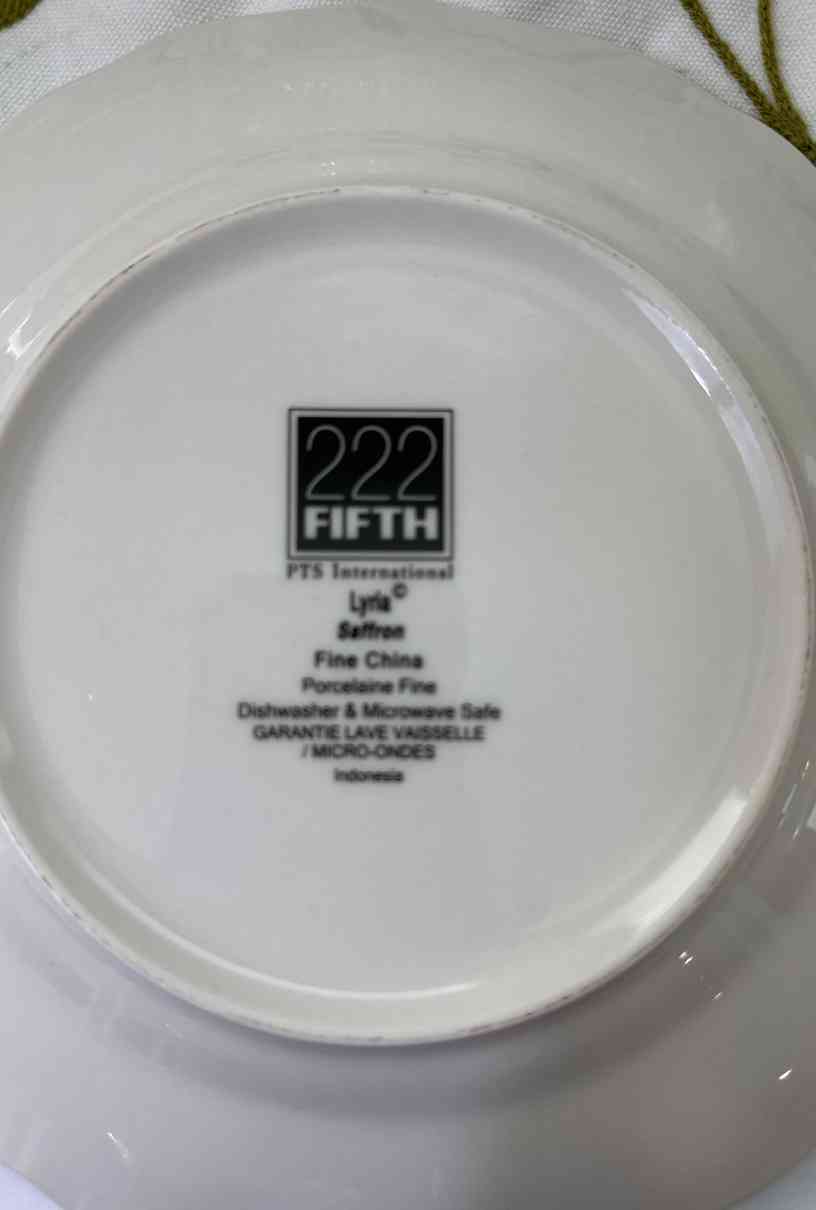 222
FIFTH
PTS International
Lyria©
Saffron
Fine China
Porcelaine Fine
Dishwasher & Microwave Safe
GARANTIE LAVE VAISSELLE
/ MICRO-ONDES
Indonesia